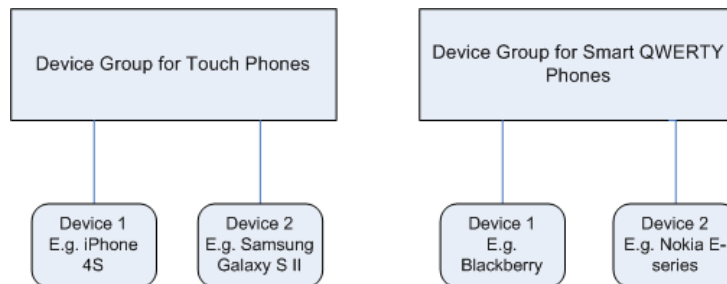 Device Group for Touch Phones
Device Group for Smart QWERTY
Phones
Device 1
E.g. iPhone
4S
Device 2
E.g. Samsung
Galaxy S II
Device 1
E.g.
Blackberry
Device 2
E.g. Nokia E-
series